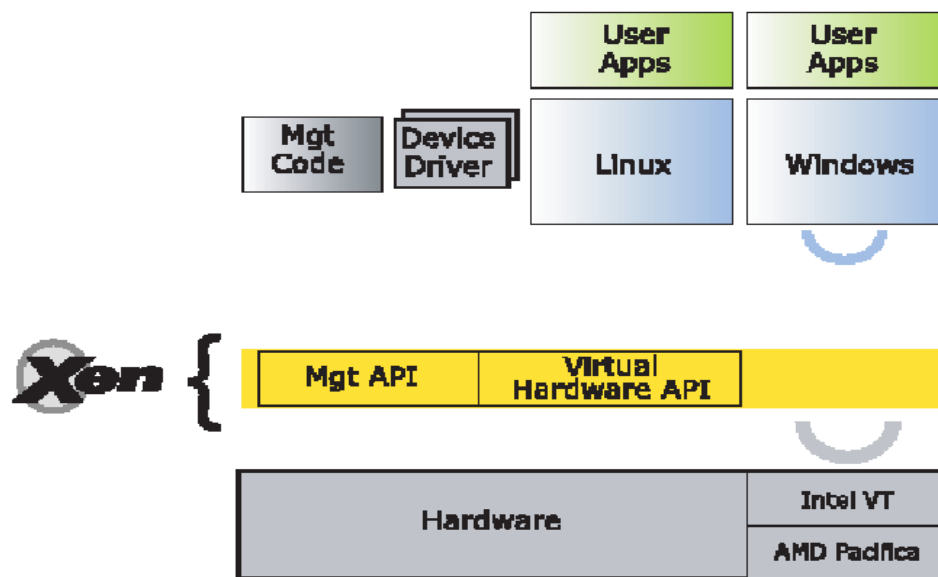 User
Apps
User
Apps
Mgt
Code
Device
Driver
Linux
Windows
Xen
Mgt API
Virtual
Hardware API
Hardware
Intel VT
AMD Pacifica